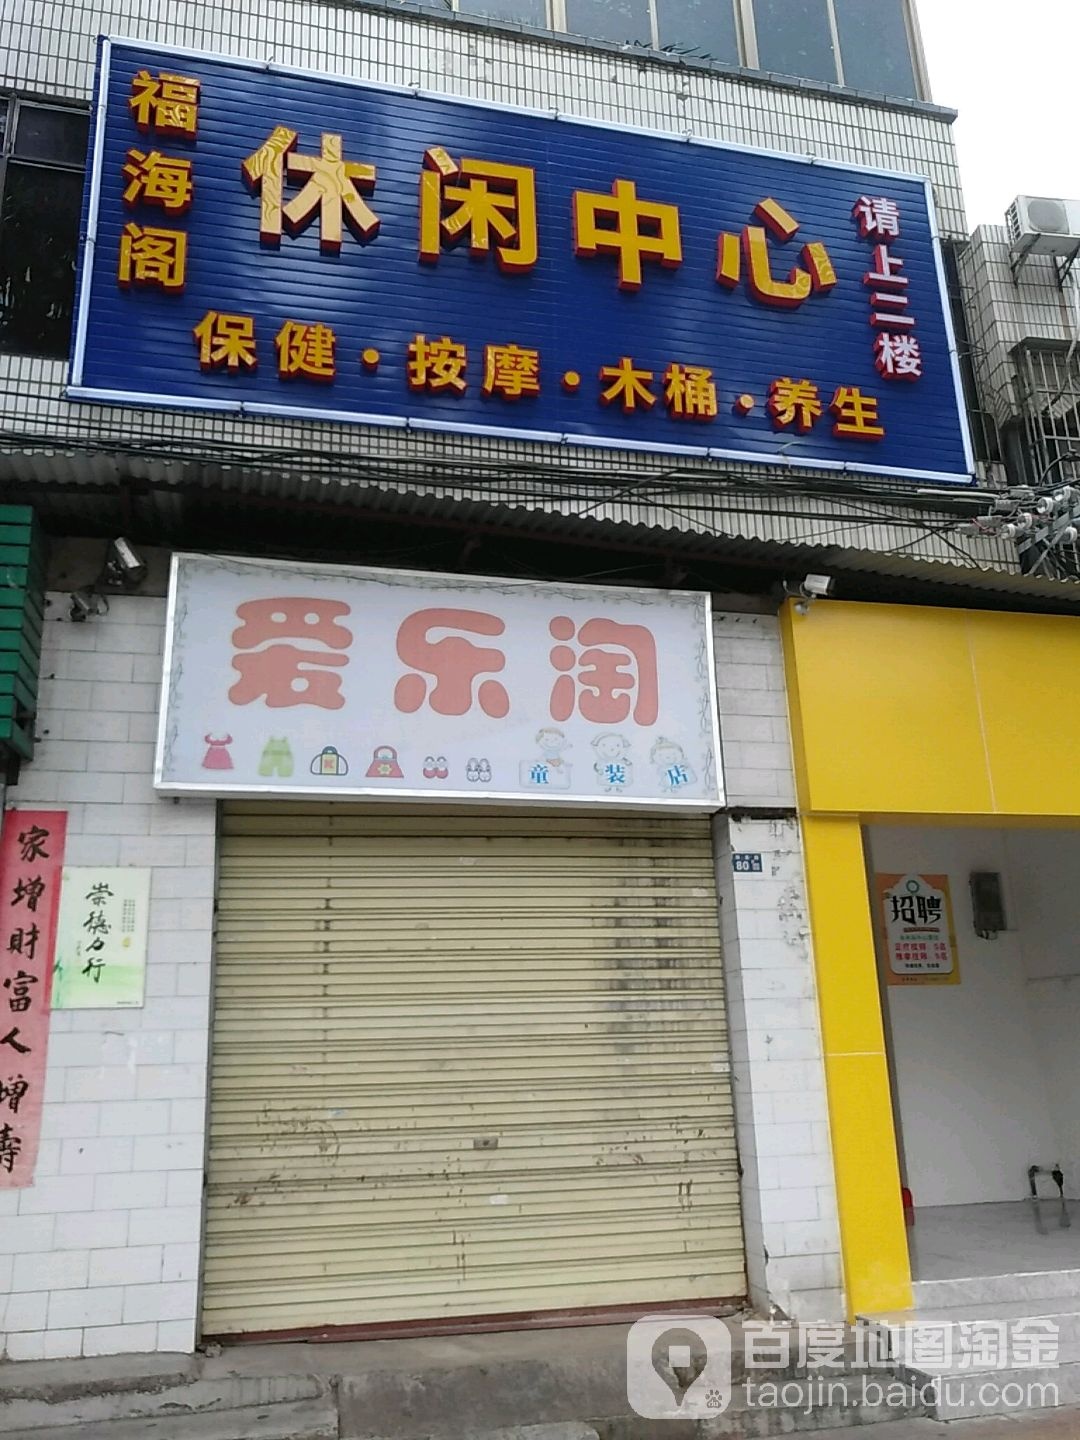 福海阁
休闲中心
请上二楼
保健·按摩·木桶·养生
爱乐淘
童装店
家增财富人增寿
崇德力行
80
招聘
百度地图淘金
taojin.baidu.com